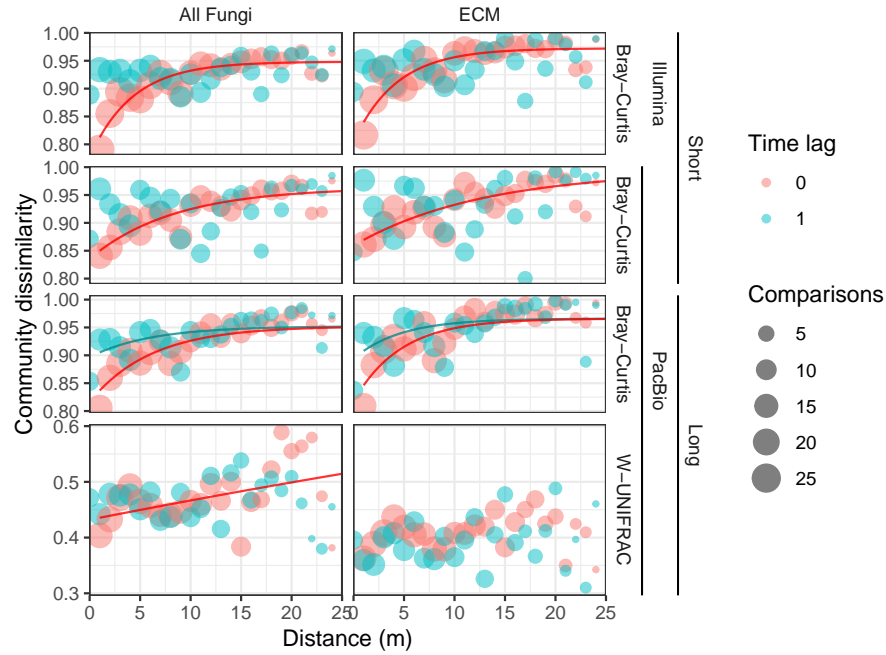 All Fungi ECM
1.00
0.95
0.90
0.85
0.80
Bray−Curtis
Illumina
1.00
0.95
0.90
0.85
0.80
Bray−Curtis
Short
1.00
0.95
0.90
0.85
0.80
Bray−Curtis
PacBio
0.6
0.5
0.4
0.3
W−UNIFRAC
Long
0 5 10 15 20 25 0 5 10 15 20 25
Distance (m)
Community dissimilarity
Time lag
0
1
Comparisons
5
10
15
20
25